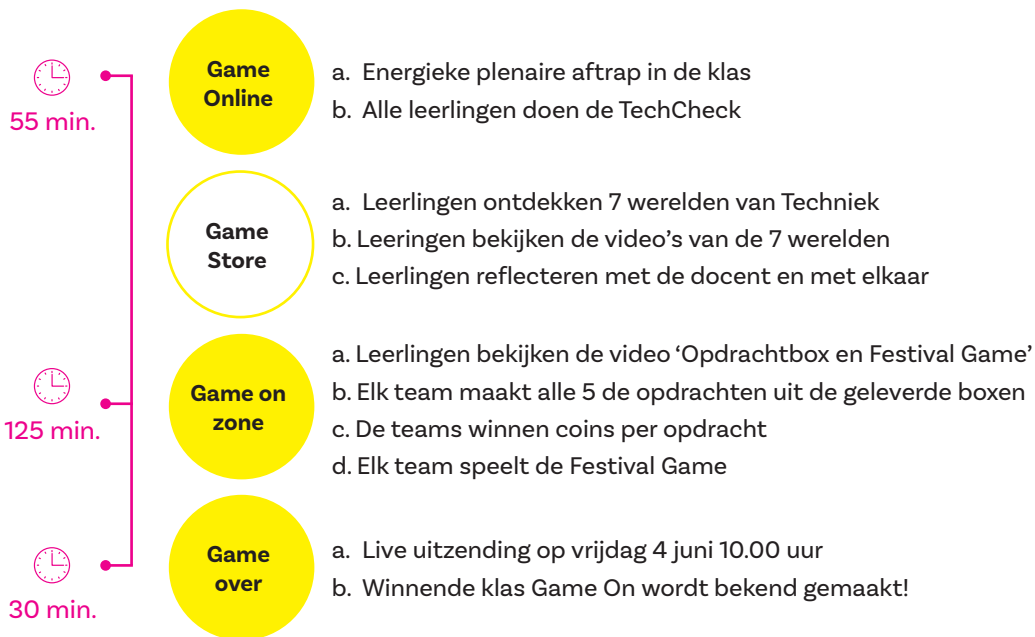 55 min.
Game
Online
a. Energieke plenaire aftrap in de klas
b. Alle leerlingen doen de TechCheck
Game
Store
a. Leerlingen ontdekken 7 werelden van Techniek
b. Leeringen bekijken de video’s van de 7 werelden
c. Leerlingen reflecteren met de docent en met elkaar
125 min.
Game on
zone
a. Leerlingen bekijken de video ‘Opdrachtbox en Festival Game’
b. Elk team maakt alle 5 de opdrachten uit de geleverde boxen
c. De teams winnen coins per opdracht
d. Elk team speelt de Festival Game
30 min.
Game
over
a. Live uitzending op vrijdag 4 juni 10.00 uur
b. Winnende klas Game On wordt bekend gemaakt!